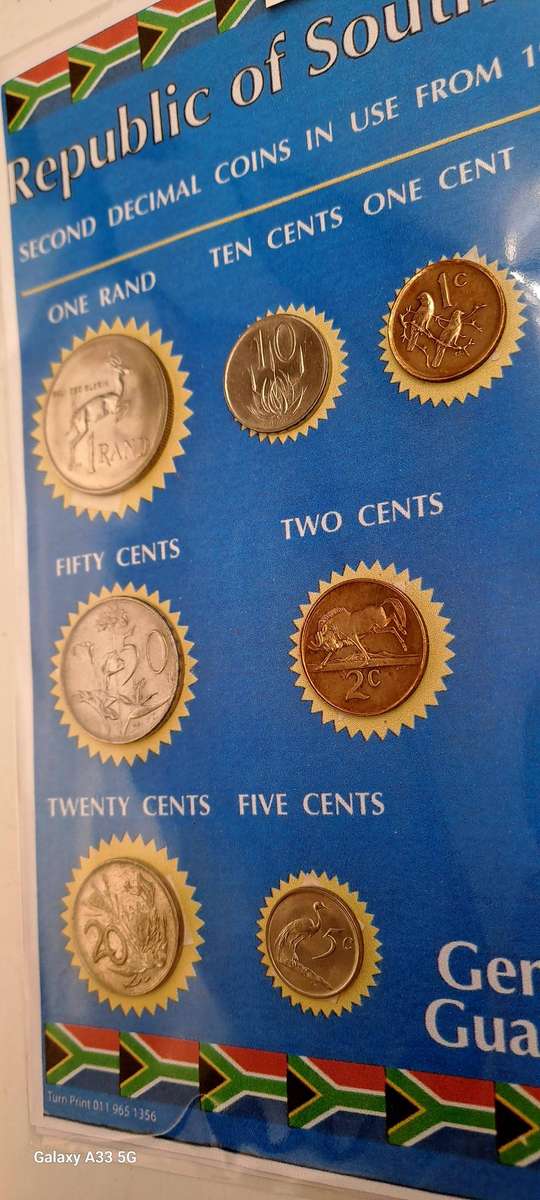 Republic of South
SECOND DECIMAL COINS IN USE FROM 1
TEN CENTS ONE CENT
ONE RAND
1c
10
1 RAND
TWO CENTS
FIFTY CENTS
50
2c
TWENTY CENTS FIVE CENTS
20
5c
Ger
Gua
Turn Print 011 965 1356
Galaxy A33 5G